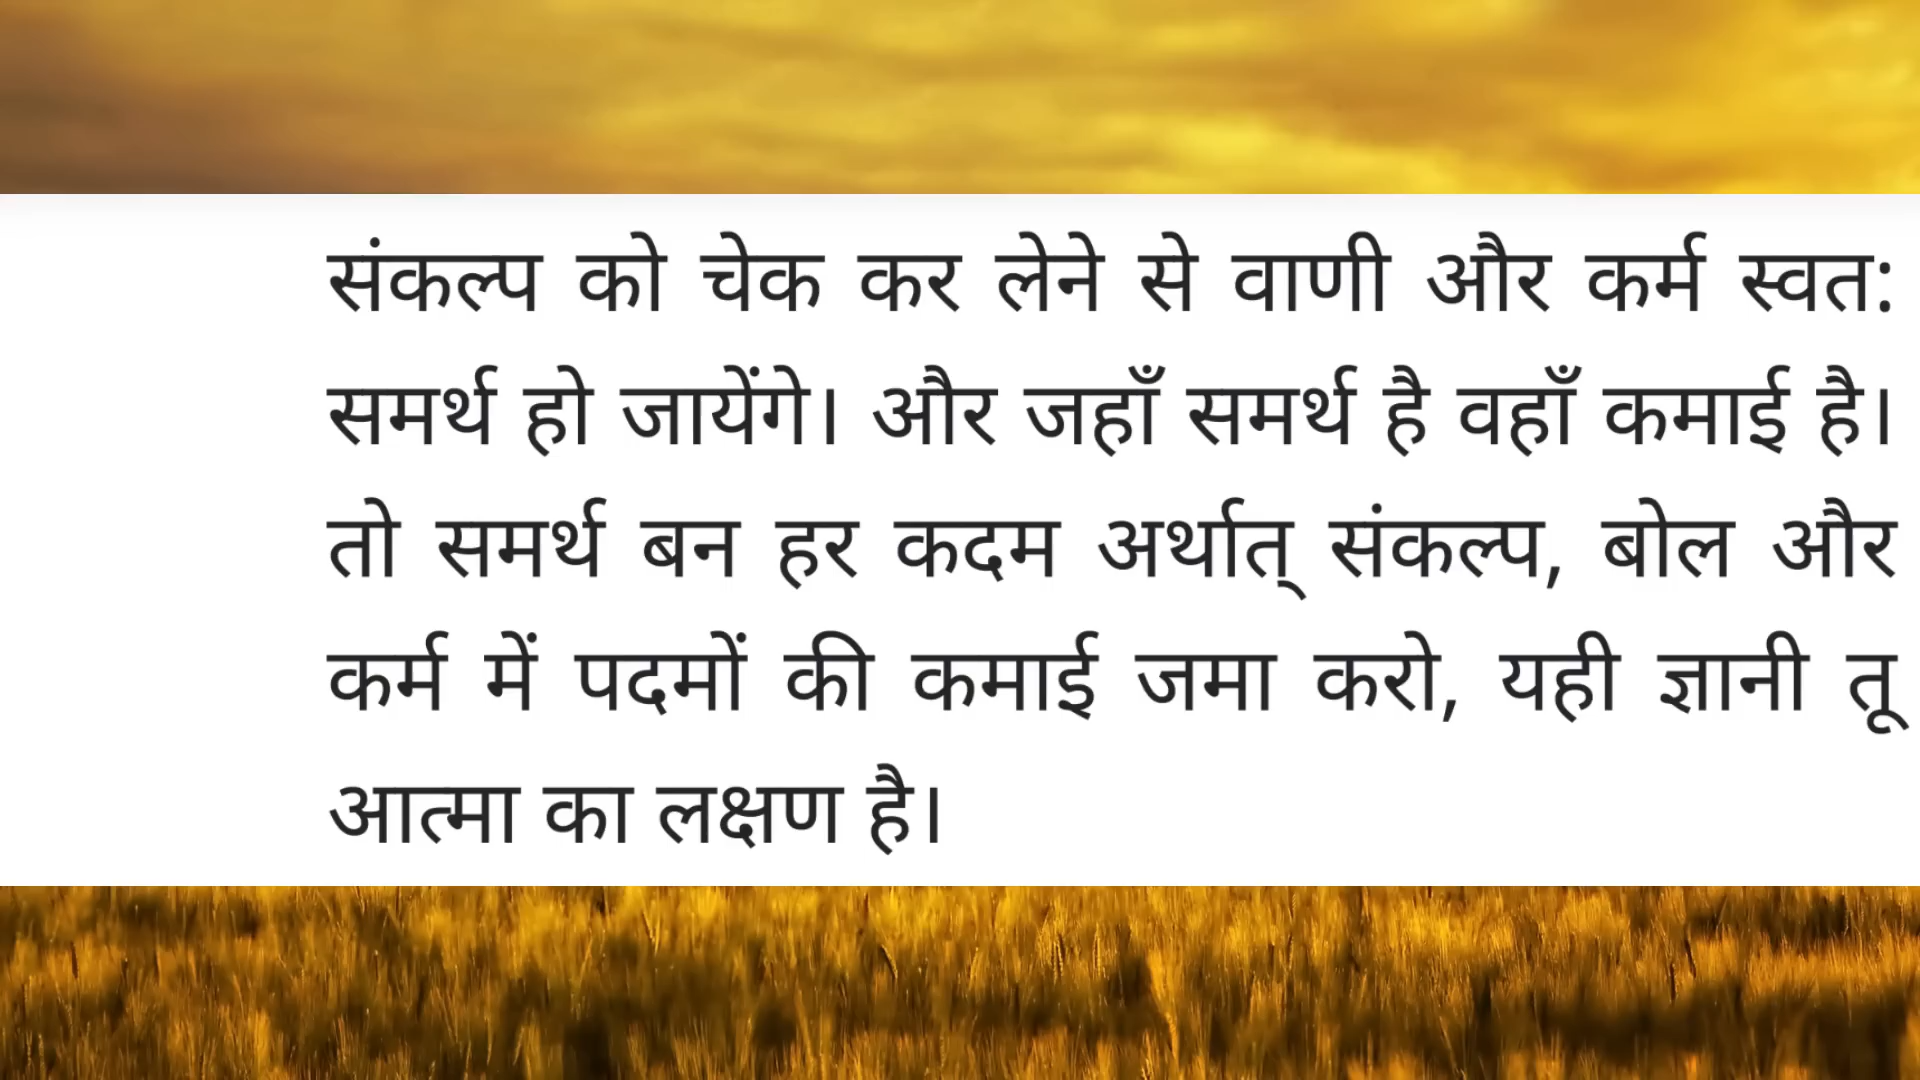 संकल्प को चेक कर लेने से वाणी और कर्म स्वत:
समर्थ हो जायेंगे। और जहाँ समर्थ है वहाँ कमाई है।
तो समर्थ बन हर कदम अर्थात् संकल्प, बोल और
कर्म में पदमों की कमाई जमा करो, यही ज्ञानी तू
आत्मा का लक्षण है।